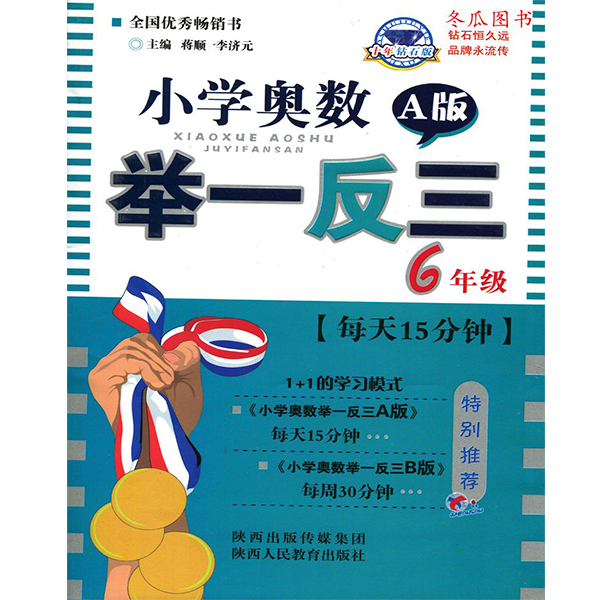 全国优秀畅销书
主编 蒋顺 李济元
十年钻石版
冬瓜图书
钻石恒久远
品牌永流传
小学奥数 A版
XIAOXUE AOSHU
JUYIFANSAN
举一反三
6年级
【每天15分钟】
1+1的学习模式
《小学奥数举一反三A版》
每天15分钟···
《小学奥数举一反三B版》
每周30分钟···
特别推荐
陕西出版传媒集团
陕西人民教育出版社